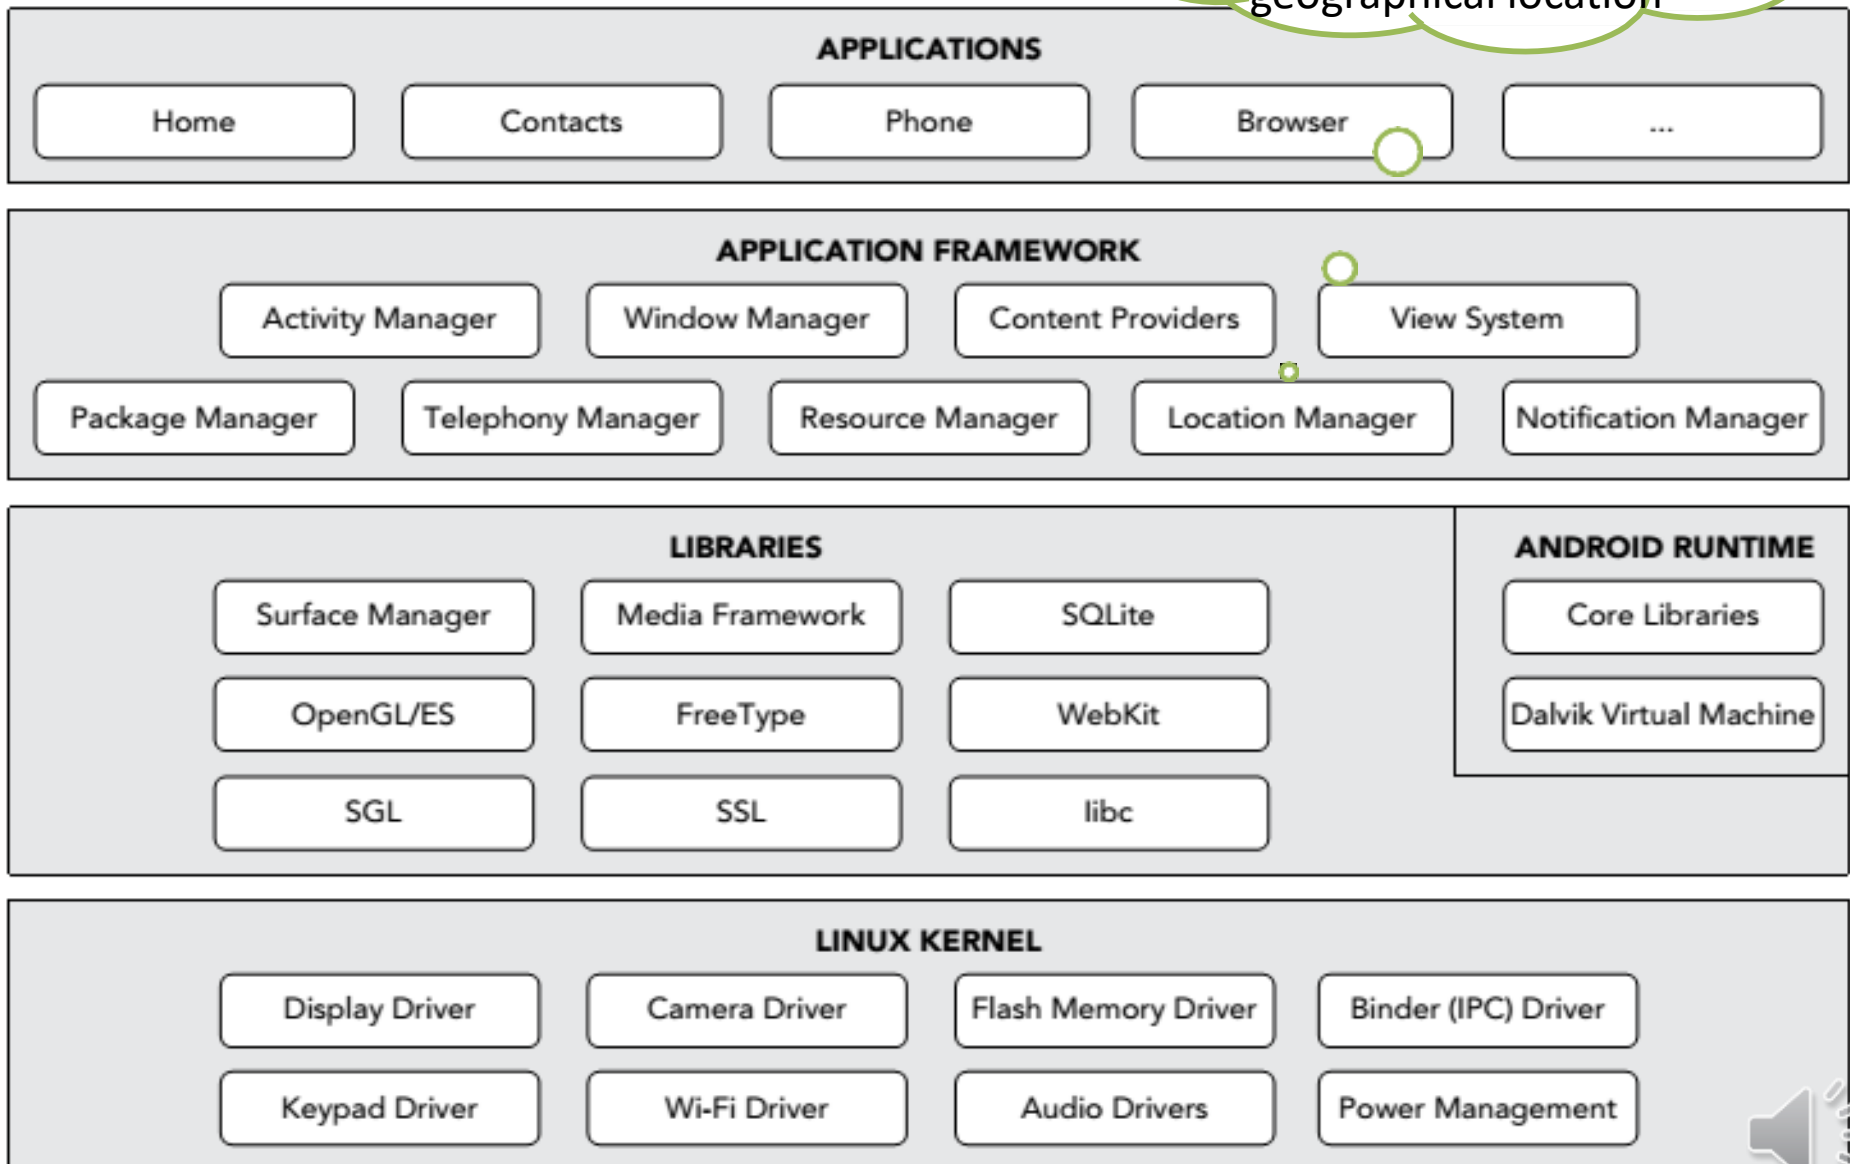 geographical location
APPLICATIONS
Home Contacts Phone Browser ...
APPLICATION FRAMEWORK
Activity Manager Window Manager Content Providers View System
Package Manager Telephony Manager Resource Manager Location Manager Notification Manager
LIBRARIES ANDROID RUNTIME
Surface Manager Media Framework SQLite Core Libraries
OpenGL/ES FreeType WebKit Dalvik Virtual Machine
SGL SSL libc
LINUX KERNEL
Display Driver Camera Driver Flash Memory Driver Binder (IPC) Driver
Keypad Driver Wi-Fi Driver Audio Drivers Power Management